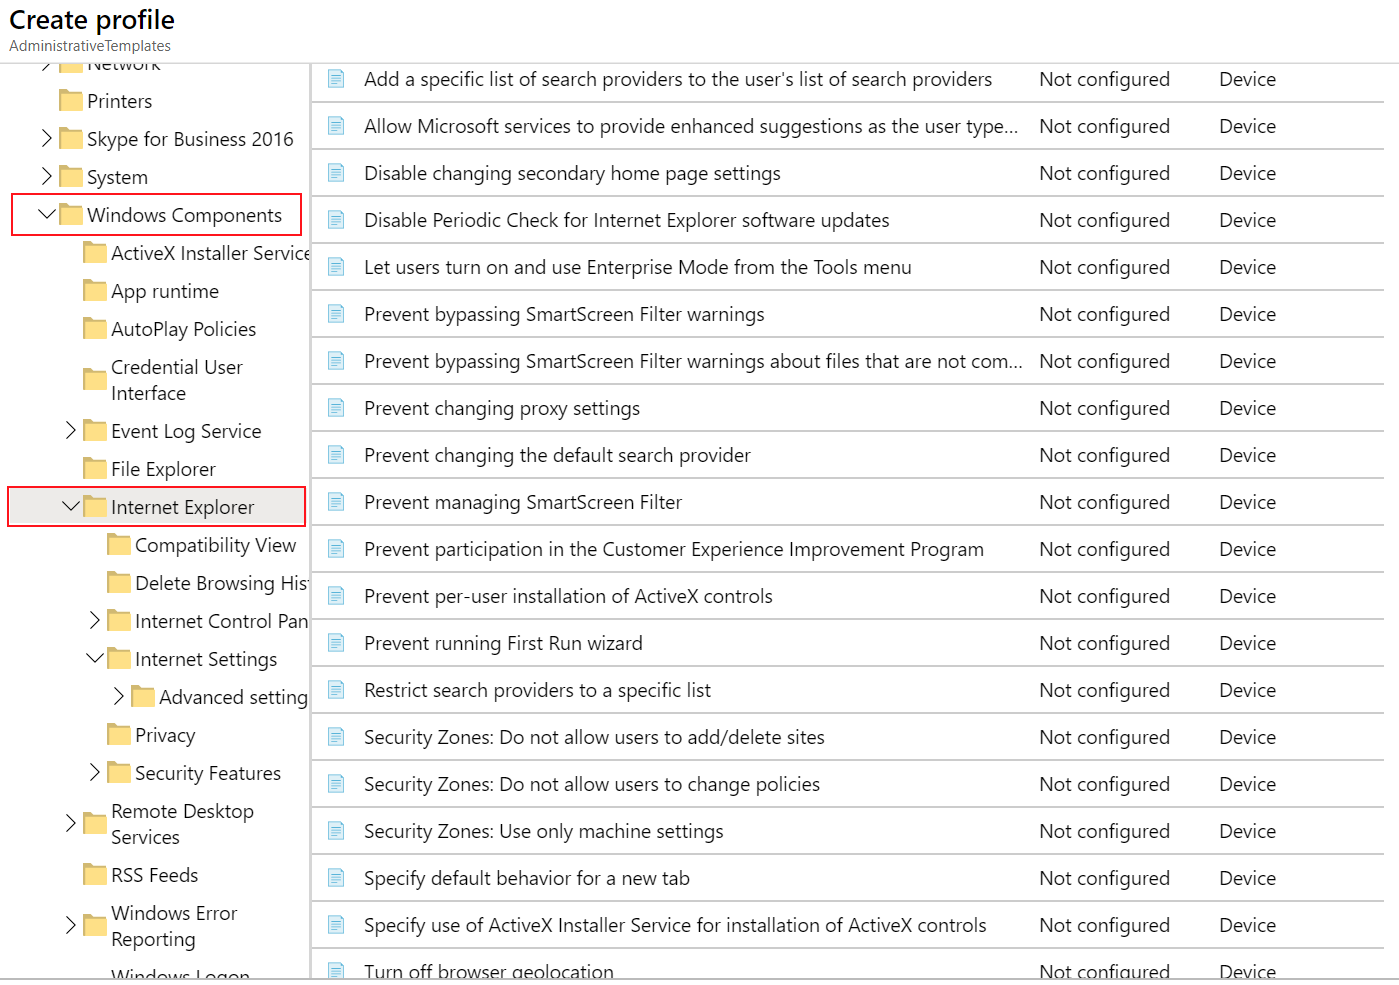 Create profile
AdministrativeTemplates
Network
Printers
Skype for Business 2016
System
Windows Components
ActiveX Installer Service
App runtime
AutoPlay Policies
Credential User
Interface
Event Log Service
File Explorer
Internet Explorer
Compatibility View
Delete Browsing His
Internet Control Pan
Internet Settings
Advanced setting
Privacy
Security Features
Remote Desktop
Services
RSS Feeds
Windows Error
Reporting
Windows Logon
Add a specific list of search providers to the user's list of search providers Not configured Device
Allow Microsoft services to provide enhanced suggestions as the user type... Not configured Device
Disable changing secondary home page settings Not configured Device
Disable Periodic Check for Internet Explorer software updates Not configured Device
Let users turn on and use Enterprise Mode from the Tools menu Not configured Device
Prevent bypassing SmartScreen Filter warnings Not configured Device
Prevent bypassing SmartScreen Filter warnings about files that are not com... Not configured Device
Prevent changing proxy settings Not configured Device
Prevent changing the default search provider Not configured Device
Prevent managing SmartScreen Filter Not configured Device
Prevent participation in the Customer Experience Improvement Program Not configured Device
Prevent per-user installation of ActiveX controls Not configured Device
Prevent running First Run wizard Not configured Device
Restrict search providers to a specific list Not configured Device
Security Zones: Do not allow users to add/delete sites Not configured Device
Security Zones: Do not allow users to change policies Not configured Device
Security Zones: Use only machine settings Not configured Device
Specify default behavior for a new tab Not configured Device
Specify use of ActiveX Installer Service for installation of ActiveX controls Not configured Device
Turn off browser geolocation Not configured Device